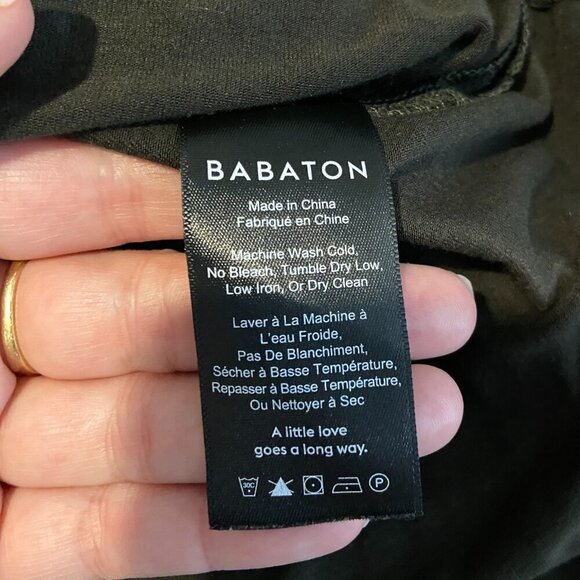 BABATON
Made in China
Fabriqué en Chine
Machine Wash Cold,
No Bleach, Tumble Dry Low,
Low Iron, Or Dry Clean
Laver à La Machine à
L'eau Froide,
Pas De Blanchiment,
Sécher à Basse Température,
Repasser à Basse Température,
Ou Nettoyer à Sec
A little love
goes a long way.
30C P